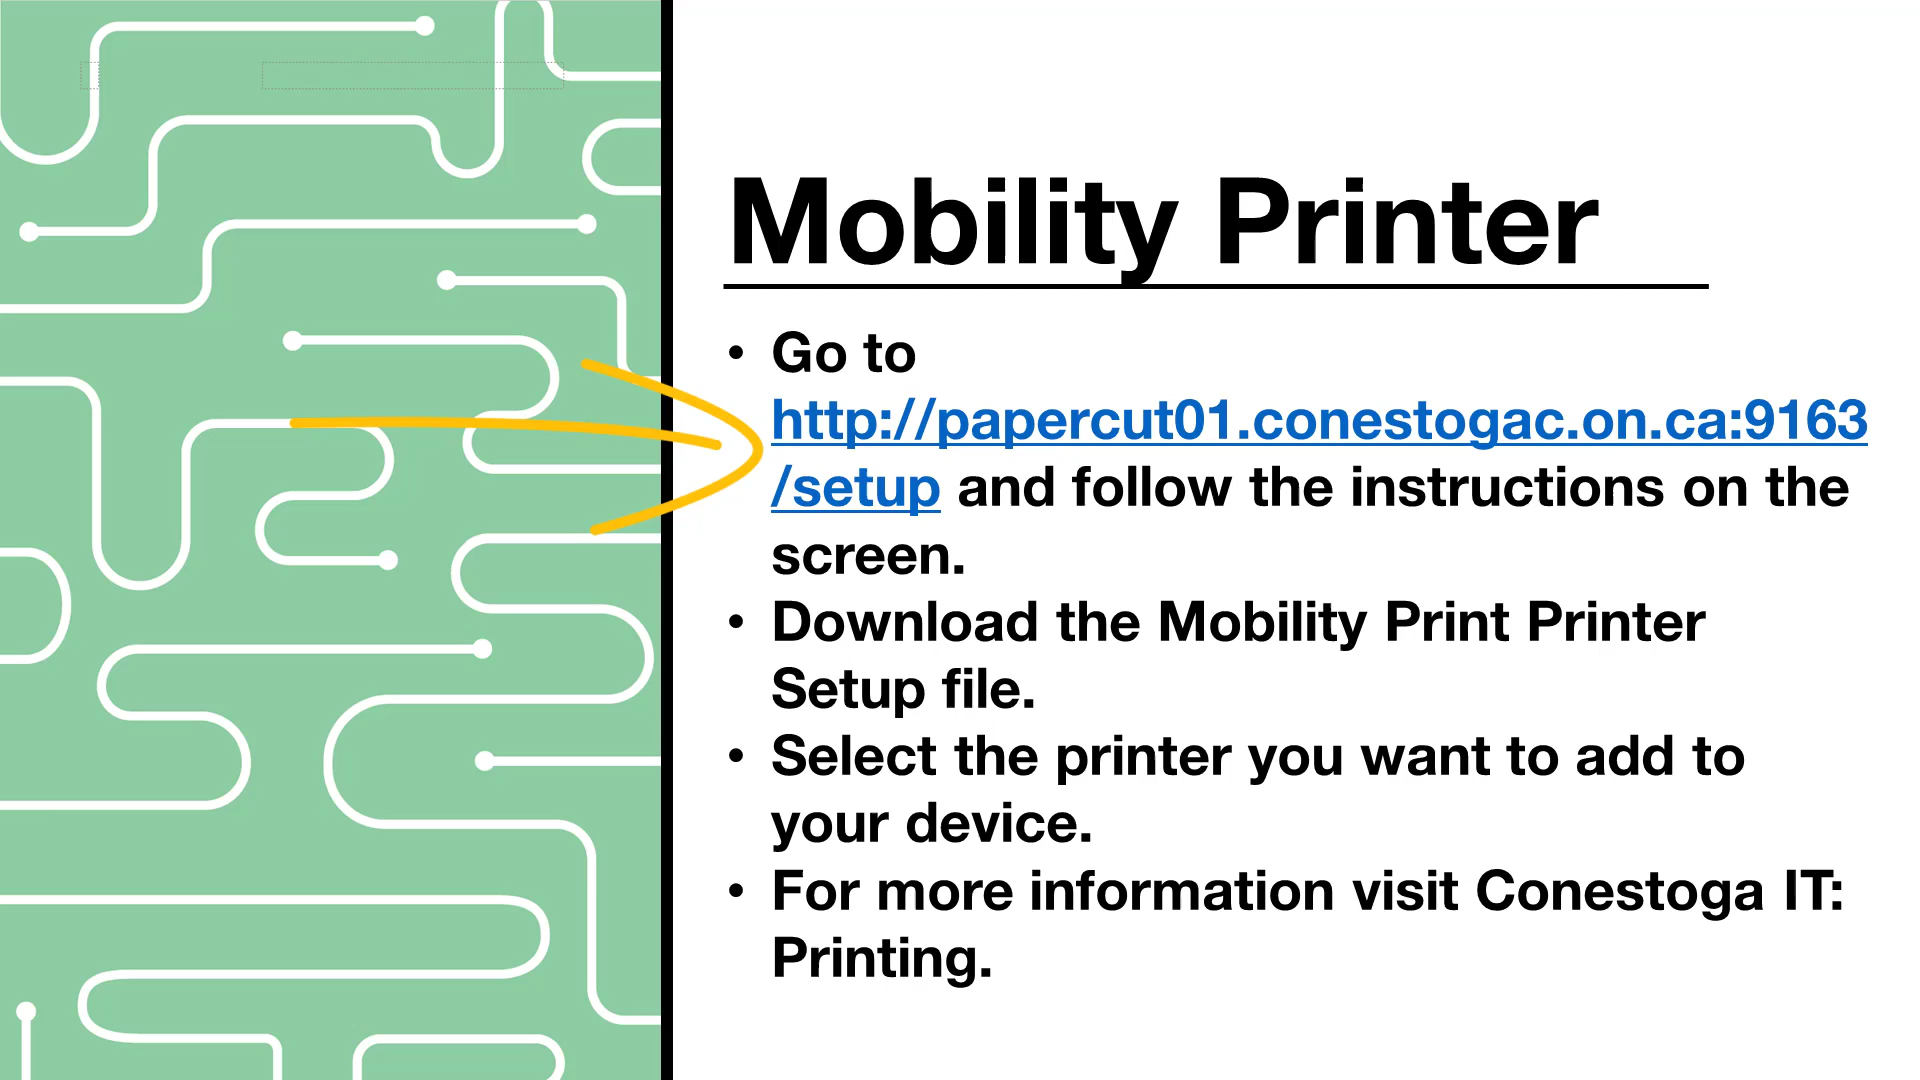 Mobility Printer
• Go to
http://papercut01.conestogac.on.ca:9163
/setup and follow the instructions on the
screen.
• Download the Mobility Print Printer
Setup file.
• Select the printer you want to add to
your device.
• For more information visit Conestoga IT:
Printing.